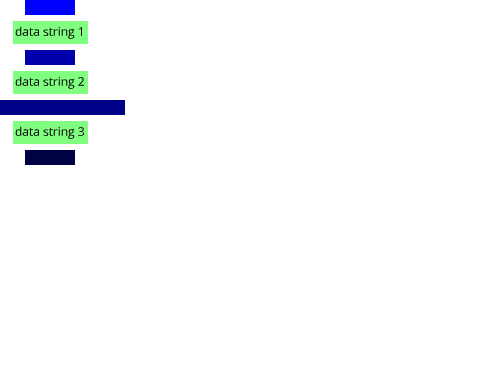 data string 1
data string 2
data string 3